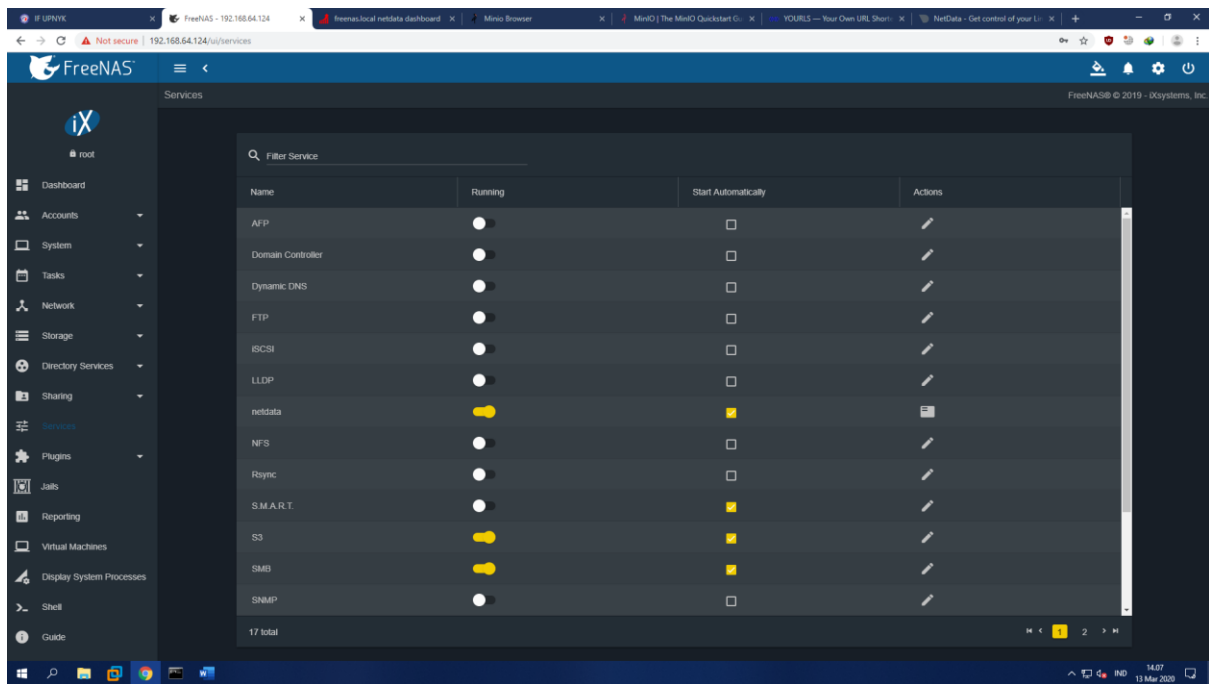 IF UPNYK
FreeNAS - 192.168.64.124
freenas.local netdata dashboard
Minio Browser
MinIO | The MinIO Quickstart Gu
YOURLS — Your Own URL Short
NetData - Get control of your Li
Not secure | 192.168.64.124/ui/services
FreeNAS
Services
FreeNAS® © 2019 - iXsystems, Inc.
iX
root
Dashboard
Accounts
System
Tasks
Network
Storage
Directory Services
Sharing
Services
Plugins
Jails
Reporting
Virtual Machines
Display System Processes
Shell
Guide
Filter Service
Name Running Start Automatically Actions
AFP
Domain Controller
Dynamic DNS
FTP
iSCSI
LLDP
netdata
NFS
Rsync
S.M.A.R.T.
S3
SMB
SNMP
17 total
1 2
IND
14.07
13 Mar 2020